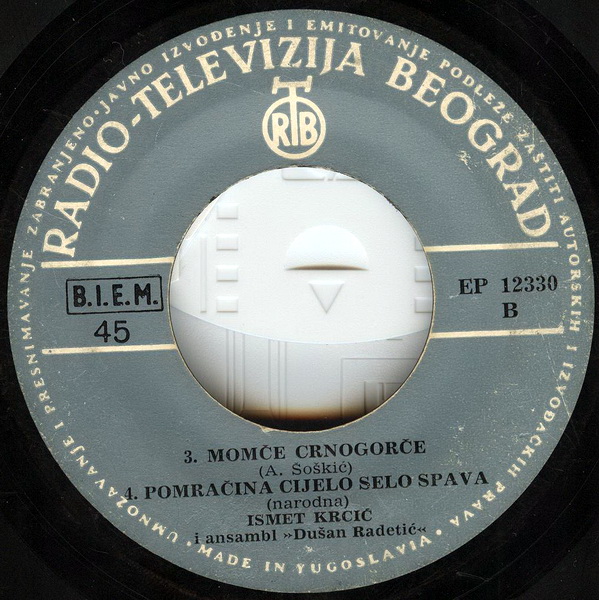 UMNOŽAVANJE I PRESNIMAVANJE ZABRANJENO·JAVNO IZVOĐENJE I EMITOVANJE PODLEŽE ZAŠTITI AUTORSKIH I IZVOĐAČKIH PRAVA·
RADIO-TELEVIZIJA BEOGRAD
RTB
B.I.E.M.
45
EP 12330
B
3. MOMČE CRNOGORČE
(A. Šoškić)
4. POMRAČINA CIJELO SELO SPAVA
(narodna)
ISMET KRCIĆ
i ansambl »Dušan Radetić«
·MADE IN YUGOSLAVIA·